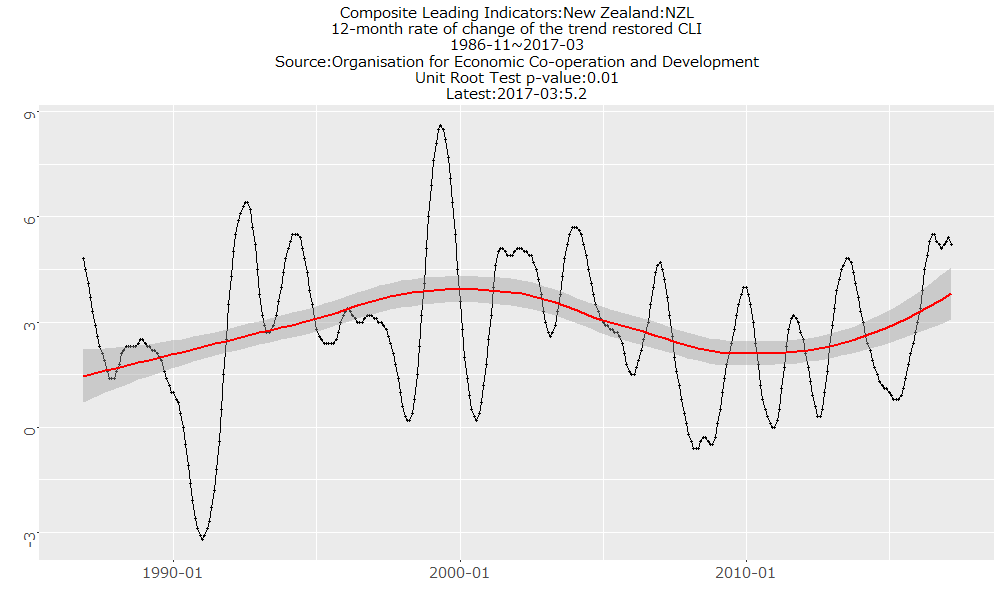 Composite Leading Indicators:New Zealand:NZL
12-month rate of change of the trend restored CLI
1986-11~2017-03
Source:Organisation for Economic Co-operation and Development
Unit Root Test p-value:0.01
Latest:2017-03:5.2
9
6
3
0
-3
1990-01
2000-01
2010-01